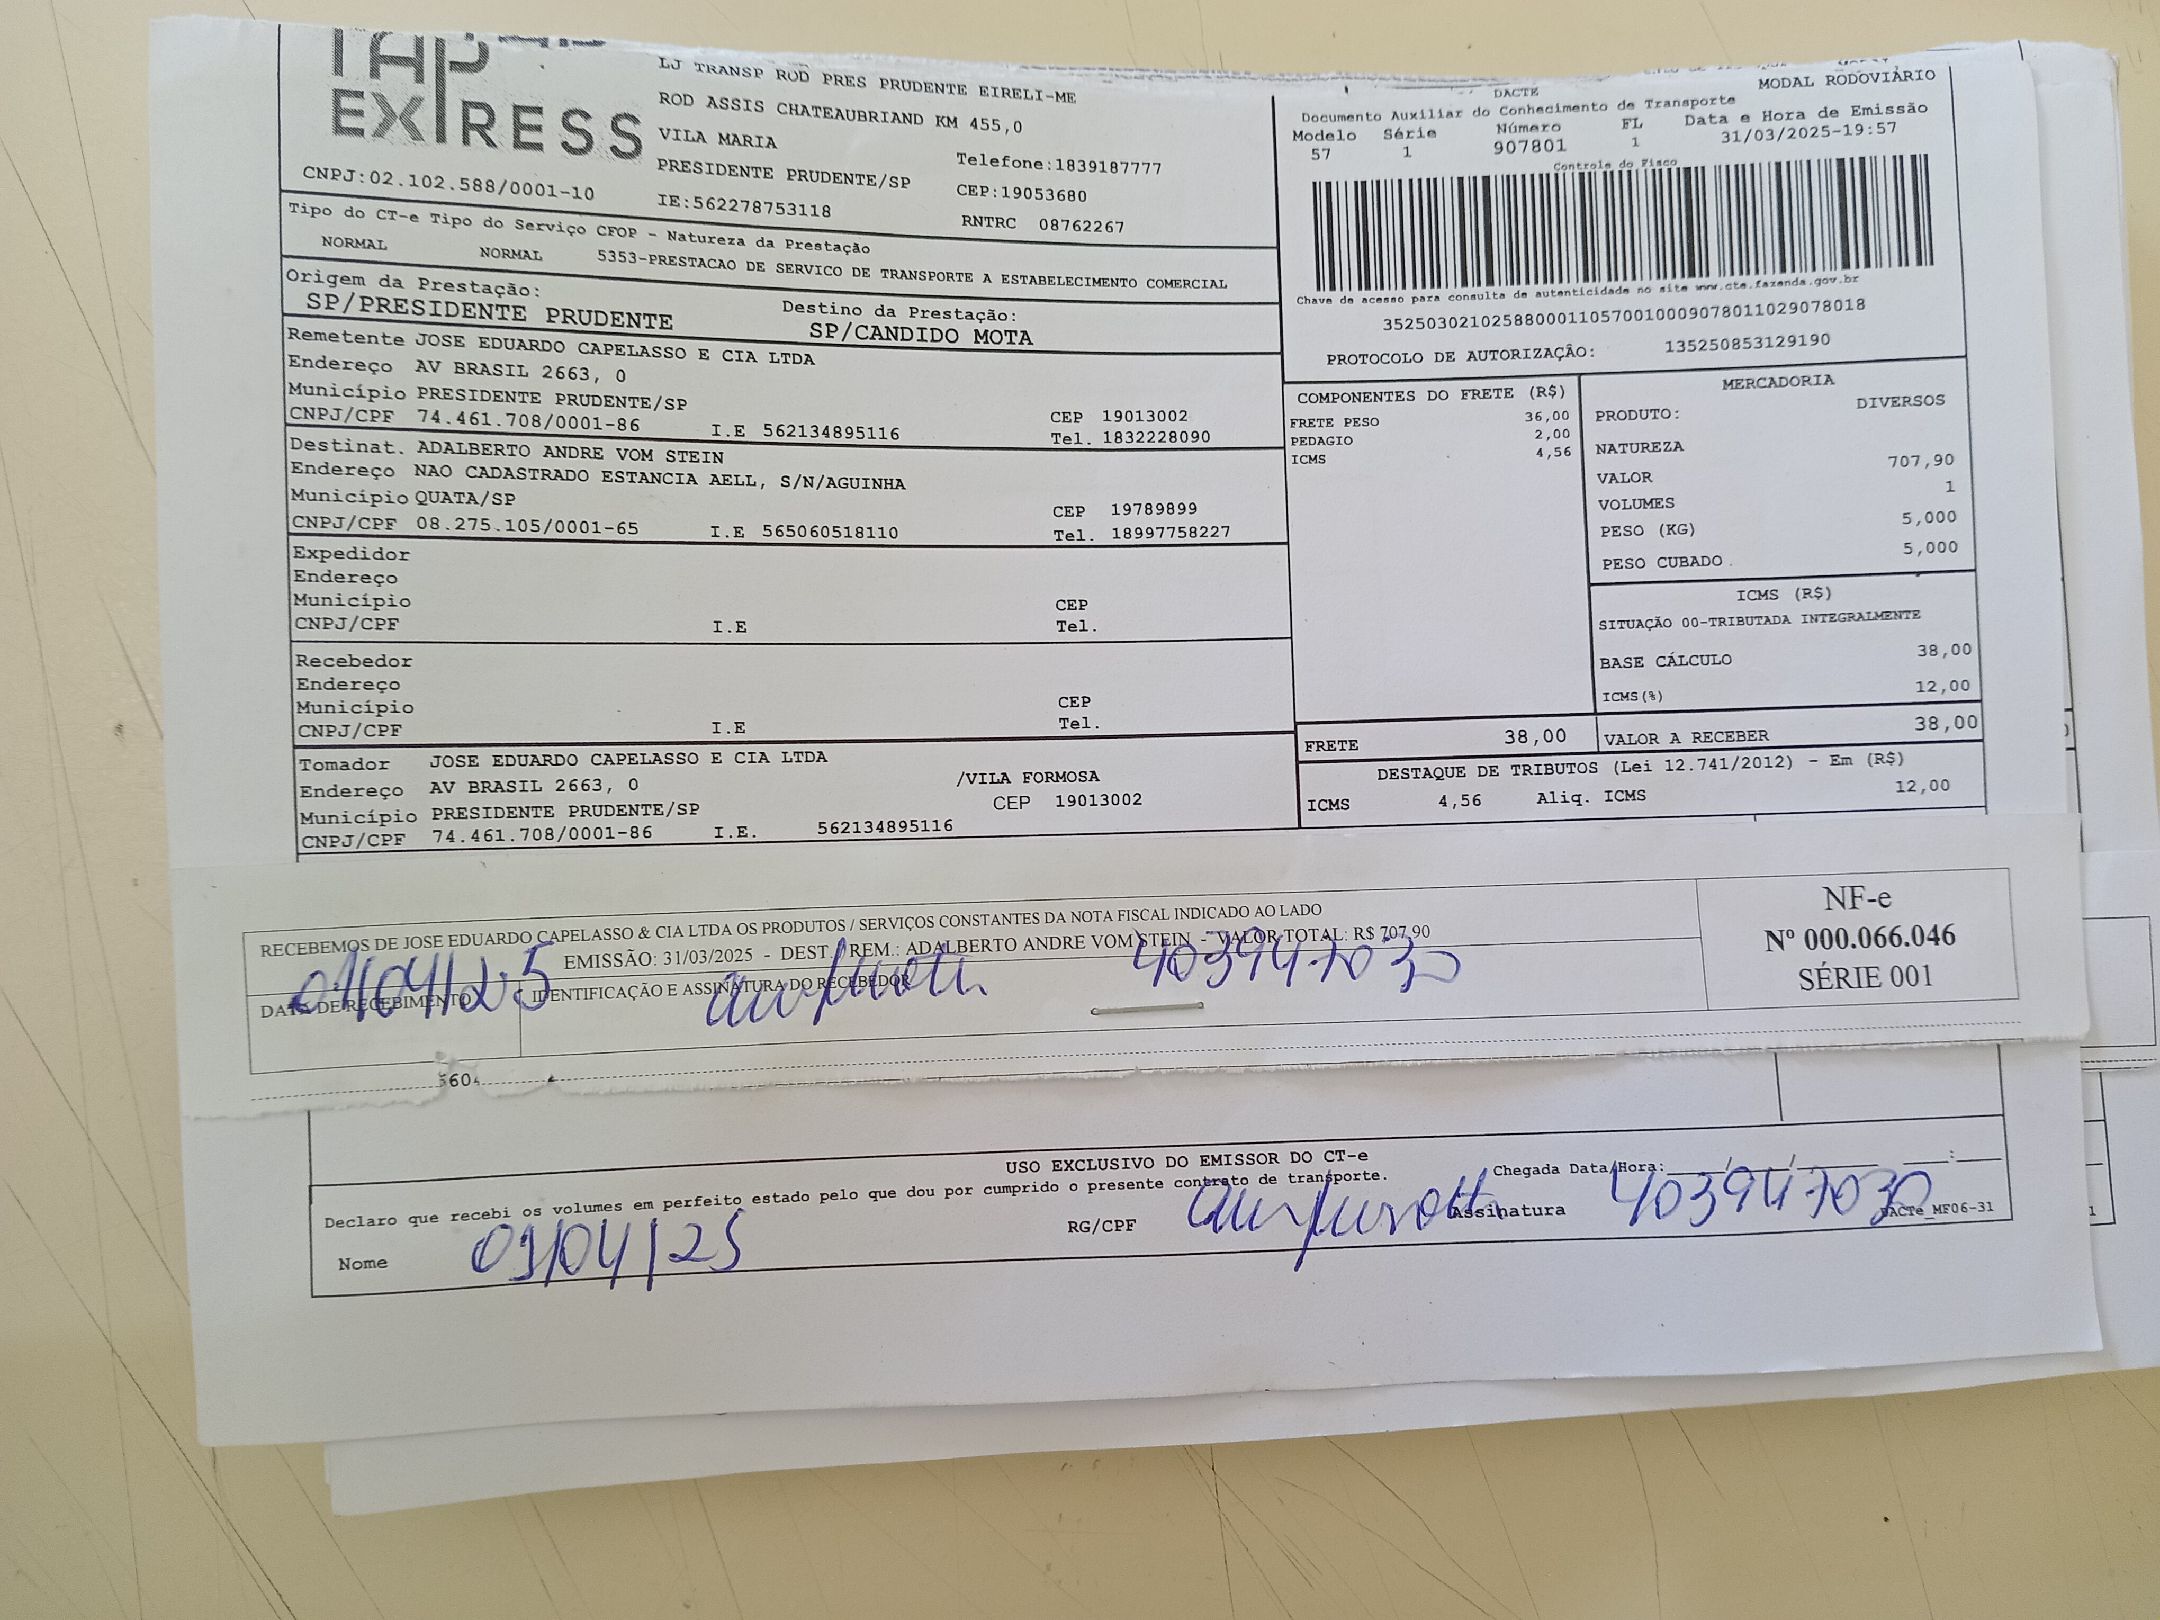 TAP
EXPRESS
CNPJ:02.102.588/0001-10
LJ TRANSP ROD PRES PRUDENTE EIRELI-ME
ROD ASSIS CHATEAUBRIAND KM 455,0
VILA MARIA
PRESIDENTE PRUDENTE/SP
IE:562278753118
Telefone:1839187777
CEP:19053680
RNTRC 08762267
DACTE
MODAL RODOVIÁRIO
Documento Auxiliar do Conhecimento de Transporte
Modelo Série Número FL Data e Hora de Emissão
57 1 907801 1 31/03/2025-19:57
Controle do Fisco
Chave de acesso para consulta de autenticidade no site www.cte.fazenda.gov.br
35250302102588000110570010009078011029078018
PROTOCOLO DE AUTORIZAÇÃO: 135250853129190
Tipo do CT-e Tipo do Serviço CFOP - Natureza da Prestação
NORMAL NORMAL 5353-PRESTACAO DE SERVICO DE TRANSPORTE A ESTABELECIMENTO COMERCIAL
Origem da Prestação: Destino da Prestação:
SP/PRESIDENTE PRUDENTE SP/CANDIDO MOTA
Remetente JOSE EDUARDO CAPELASSO E CIA LTDA
Endereço AV BRASIL 2663, 0
Município PRESIDENTE PRUDENTE/SP CEP 19013002
CNPJ/CPF 74.461.708/0001-86 I.E 562134895116 Tel. 1832228090
Destinat. ADALBERTO ANDRE VOM STEIN
Endereço NAO CADASTRADO ESTANCIA AELL, S/N/AGUINHA
Município QUATA/SP CEP 19789899
CNPJ/CPF 08.275.105/0001-65 I.E 565060518110 Tel. 18997758227
Expedidor
Endereço
Município CEP
CNPJ/CPF I.E Tel.
Recebedor
Endereço
Município CEP
CNPJ/CPF I.E Tel.
Tomador JOSE EDUARDO CAPELASSO E CIA LTDA
Endereço AV BRASIL 2663, 0 /VILA FORMOSA
Município PRESIDENTE PRUDENTE/SP CEP 19013002
CNPJ/CPF 74.461.708/0001-86 I.E. 562134895116
COMPONENTES DO FRETE (R$)
FRETE PESO 36,00
PEDAGIO 2,00
ICMS 4,56
MERCADORIA
PRODUTO: DIVERSOS
NATUREZA
VALOR 707,90
VOLUMES 1
PESO (KG) 5,000
PESO CUBADO 5,000
ICMS (R$)
SITUAÇÃO 00-TRIBUTADA INTEGRALMENTE
BASE CÁLCULO 38,00
ICMS(%) 12,00
FRETE 38,00 VALOR A RECEBER 38,00
DESTAQUE DE TRIBUTOS (Lei 12.741/2012) - Em (R$)
ICMS 4,56 Aliq. ICMS 12,00
RECEBEMOS DE JOSE EDUARDO CAPELASSO & CIA LTDA OS PRODUTOS / SERVIÇOS CONSTANTES DA NOTA FISCAL INDICADO AO LADO
EMISSÃO: 31/03/2025 - DEST. / REM.: ADALBERTO ANDRE VOM STEIN - VALOR TOTAL: R$ 707,90
DATA DE RECEBIMENTO IDENTIFICAÇÃO E ASSINATURA DO RECEBEDOR
01/04/25 403947030
NF-e
Nº 000.066.046
SÉRIE 001
USO EXCLUSIVO DO EMISSOR DO CT-e
Declaro que recebi os volumes em perfeito estado pelo que dou por cumprido o presente contrato de transporte.
Chegada Data/Hora:____/____/____ ____:____
Nome 01/04/25 RG/CPF Assinatura 403947030
DACTe_MF06-31